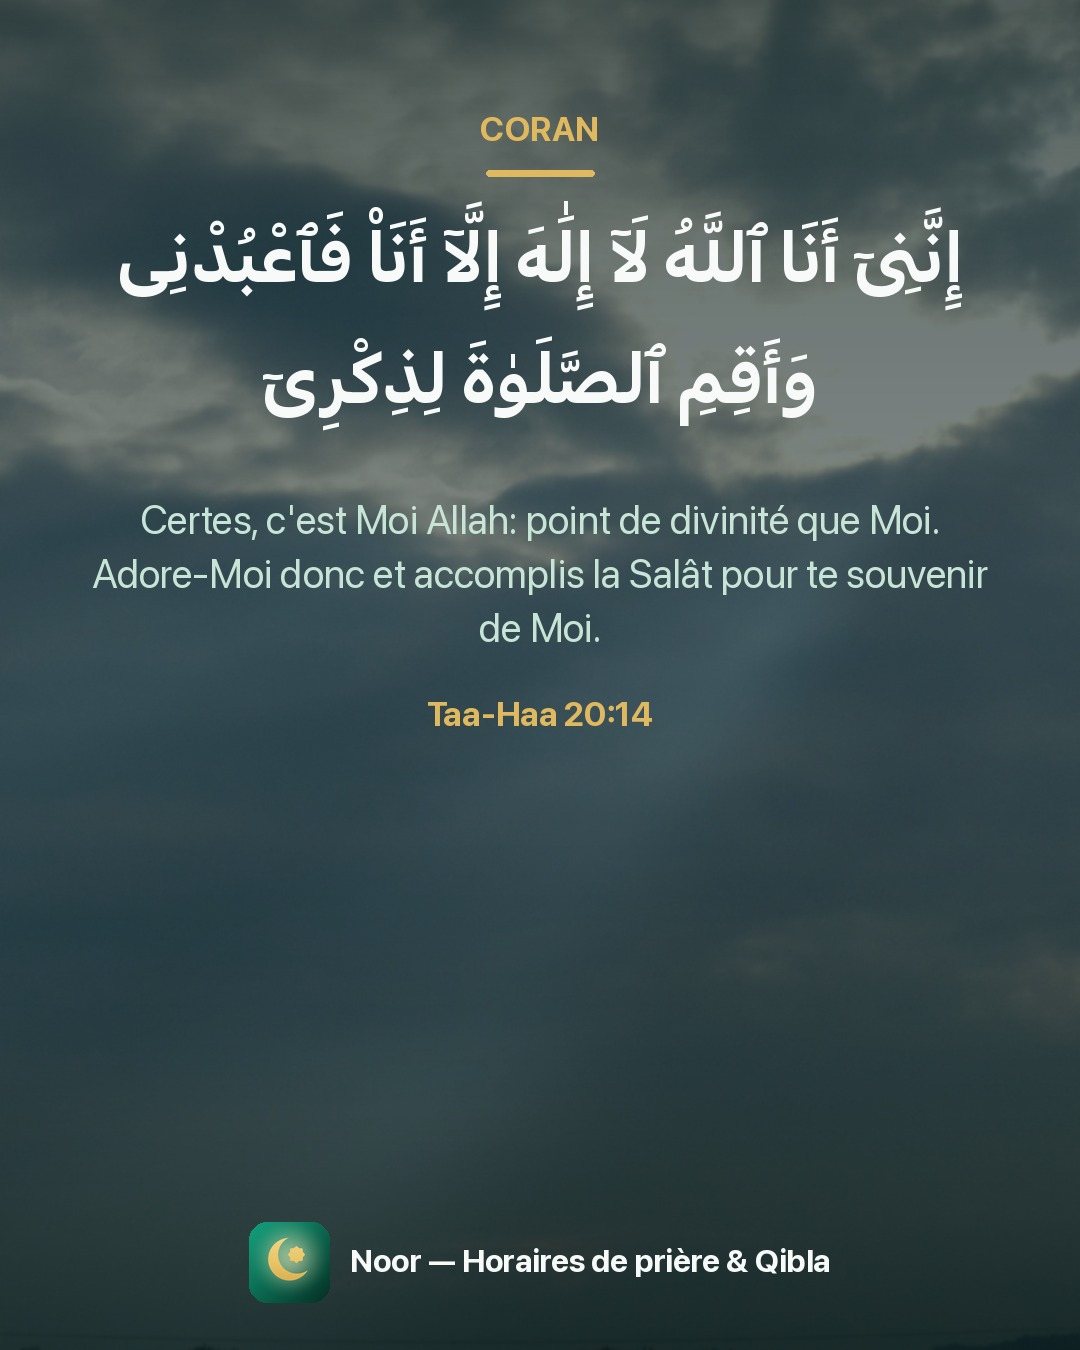 CORAN
إِنَّنِىٓ أَنَا ٱللَّهُ لَآ إِلَٰهَ إِلَّآ أَنَا۠ فَٱعْبُدْنِى
وَأَقِمِ ٱلصَّلَوٰةَ لِذِكْرِىٓ
Certes, c'est Moi Allah: point de divinité que Moi.
Adore-Moi donc et accomplis la Salât pour te souvenir
de Moi.
Taa-Haa 20:14
Noor — Horaires de prière & Qibla